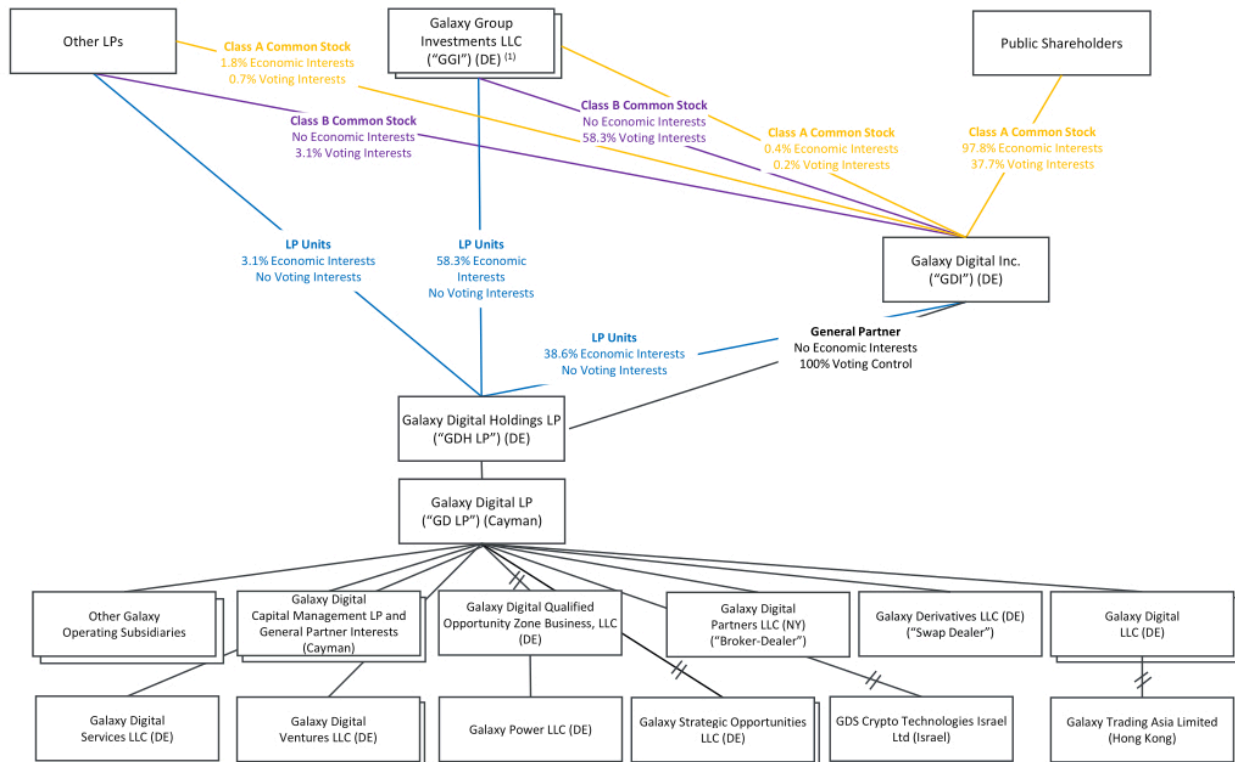 Other LPs
Galaxy Group
Investments LLC
(“GGI”) (DE) (1)
Public Shareholders
Class A Common Stock
1.8% Economic Interests
0.7% Voting Interests
Class B Common Stock
No Economic Interests
3.1% Voting Interests
Class B Common Stock
No Economic Interests
58.3% Voting Interests
Class A Common Stock
0.4% Economic Interests
0.2% Voting Interests
Class A Common Stock
97.8% Economic Interests
37.7% Voting Interests
LP Units
3.1% Economic Interests
No Voting Interests
LP Units
58.3% Economic
Interests
No Voting Interests
Galaxy Digital Inc.
(“GDI”) (DE)
LP Units
38.6% Economic Interests
No Voting Interests
General Partner
No Economic Interests
100% Voting Control
Galaxy Digital Holdings LP
(“GDH LP”) (DE)
Galaxy Digital LP
(“GD LP”) (Cayman)
Other Galaxy
Operating Subsidiaries
Galaxy Digital
Capital Management LP and
General Partner Interests
(Cayman)
Galaxy Digital Qualified
Opportunity Zone Business, LLC
(DE)
Galaxy Digital
Partners LLC (NY)
(“Broker-Dealer”)
Galaxy Derivatives LLC (DE)
(“Swap Dealer”)
Galaxy Digital
LLC (DE)
Galaxy Digital
Services LLC (DE)
Galaxy Digital
Ventures LLC (DE)
Galaxy Power LLC (DE)
Galaxy Strategic Opportunities
LLC (DE)
GDS Crypto Technologies Israel
Ltd (Israel)
Galaxy Trading Asia Limited
(Hong Kong)